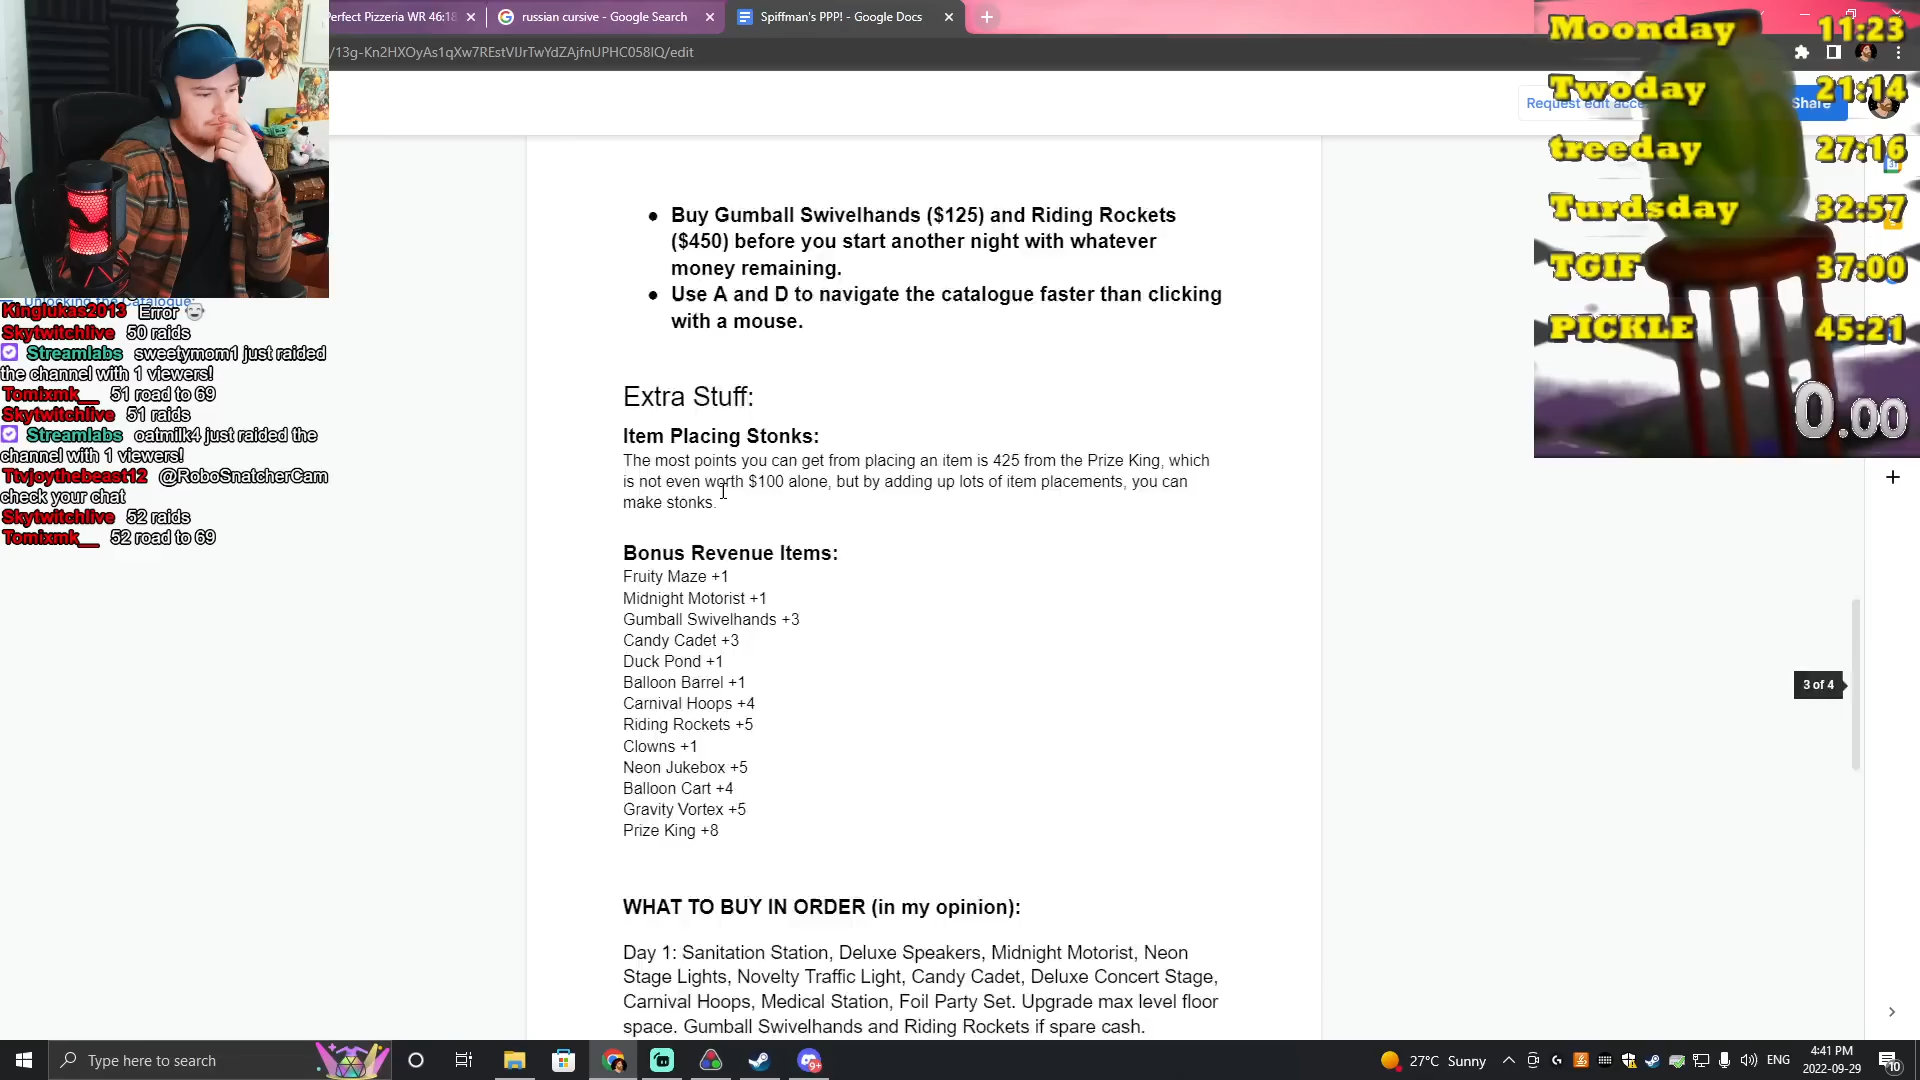 erfect Pizzeria WR 46:18
russian cursive - Google Search
Spiffman's PPP! - Google Docs
/13g-Kn2HXOyAs1qXw7REstVIJrTwYdZAjfnUPHC058IQ/edit
Request edit acce
Share
Buy Gumball Swivelhands ($125) and Riding Rockets
($450) before you start another night with whatever
money remaining.
Use A and D to navigate the catalogue faster than clicking
with a mouse.
Extra Stuff:
Item Placing Stonks:
The most points you can get from placing an item is 425 from the Prize King, which
is not even worth $100 alone, but by adding up lots of item placements, you can
make stonks.
Bonus Revenue Items:
Fruity Maze +1
Midnight Motorist +1
Gumball Swivelhands +3
Candy Cadet +3
Duck Pond +1
Balloon Barrel +1
Carnival Hoops +4
Riding Rockets +5
Clowns +1
Neon Jukebox +5
Balloon Cart +4
Gravity Vortex +5
Prize King +8
WHAT TO BUY IN ORDER (in my opinion):
Day 1: Sanitation Station, Deluxe Speakers, Midnight Motorist, Neon
Stage Lights, Novelty Traffic Light, Candy Cadet, Deluxe Concert Stage,
Carnival Hoops, Medical Station, Foil Party Set. Upgrade max level floor
space. Gumball Swivelhands and Riding Rockets if spare cash.
3 of 4
Unlocking the Catalogue:
Kinglukas2013 Error
Skytwitchlive 50 raids
Streamlabs sweetymom1 just raided
the channel with 1 viewers!
Tomixmk__ 51 road to 69
Skytwitchlive 51 raids
Streamlabs oatmilk4 just raided the
channel with 1 viewers!
Ttvjoythebeast12 @RoboSnatcherCam
check your chat
Skytwitchlive 52 raids
Tomixmk__ 52 road to 69
Moonday 11:23
Twoday 21:14
treeday 27:16
Turdsday 32:57
TGIF 37:00
PICKLE 45:21
0.00
Type here to search
9+
27°C Sunny
ENG
4:41 PM
2022-09-29
10